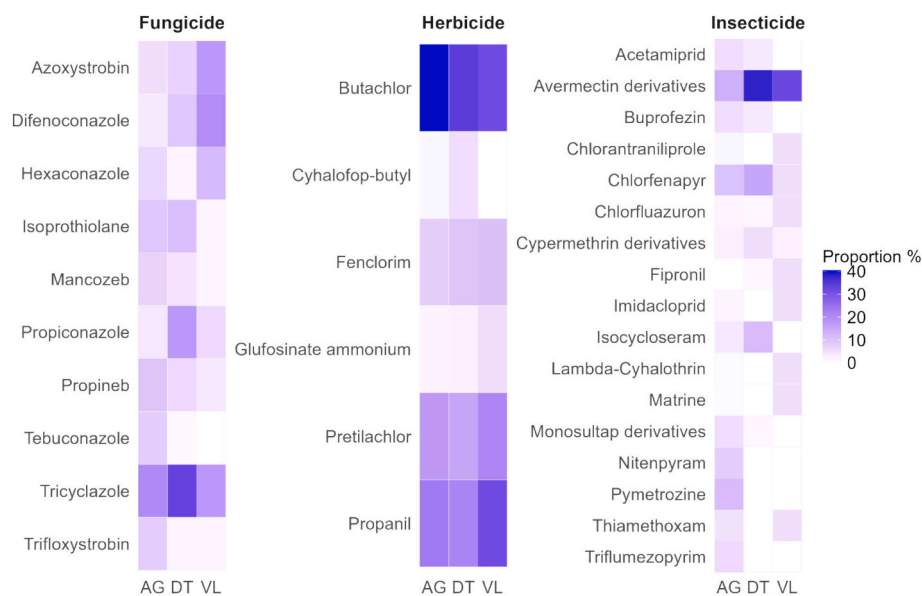 Fungicide
Azoxystrobin
Difenoconazole
Hexaconazole
Isoprothiolane
Mancozeb
Propiconazole
Propineb
Tebuconazole
Tricyclazole
Trifloxystrobin
AG DT VL
Herbicide
Butachlor
Cyhalofop-butyl
Fenclorim
Glufosinate ammonium
Pretilachlor
Propanil
AG DT VL
Insecticide
Acetamiprid
Avermectin derivatives
Buprofezin
Chlorantraniliprole
Chlorfenapyr
Chlorfluazuron
Cypermethrin derivatives
Fipronil
Imidacloprid
Isocycloseram
Lambda-Cyhalothrin
Matrine
Monosultap derivatives
Nitenpyram
Pymetrozine
Thiamethoxam
Triflumezopyrim
AG DT VL
Proportion %
40
30
20
10
0